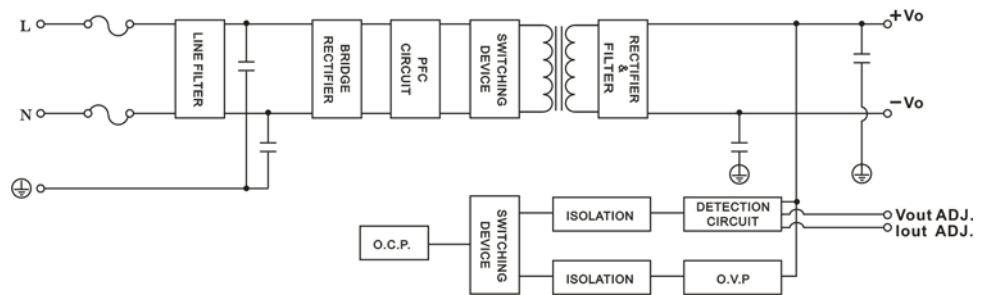 L
N
LINE FILTER
BRIDGE
RECTIFIER
PFC
CIRCUIT
SWITCHING
DEVICE
RECTIFIER
&
FILTER
+Vo
−Vo
O.C.P.
SWITCHING
DEVICE
ISOLATION
DETECTION
CIRCUIT
Vout ADJ.
Iout ADJ.
ISOLATION
O.V.P